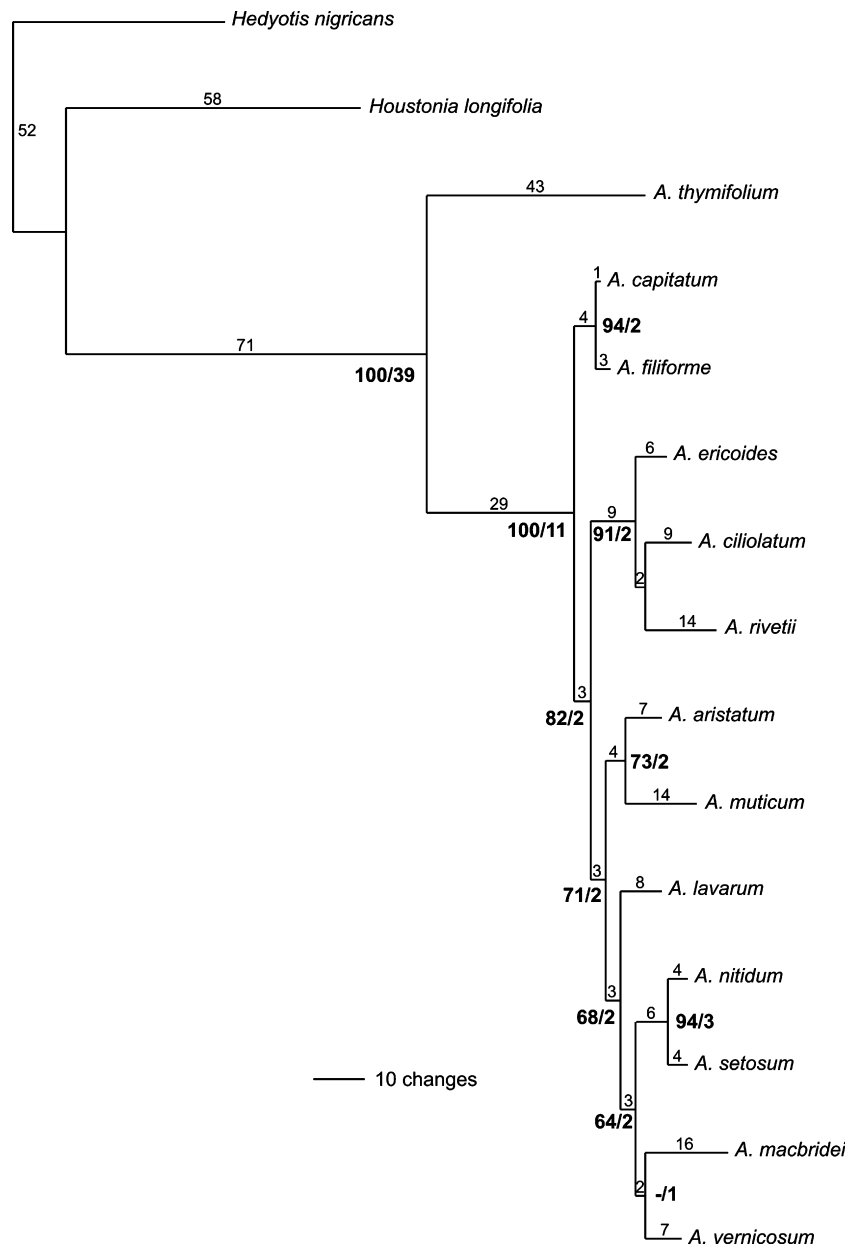 Hedyotis nigricans
58
Houstonia longifolia
52
43
A. thymifolium
1
A. capitatum
4
94/2
71
3
A. filiforme
100/39
6
A. ericoides
29
9
100/11
91/2
9
A. ciliolatum
2
14
A. rivetii
3
82/2
7
A. aristatum
4
73/2
14
A. muticum
3
71/2
8
A. lavarum
4
A. nitidum
3
68/2
6
94/3
4
A. setosum
10 changes
3
64/2
16
A. macbridei
2
-/1
7
A. vernicosum